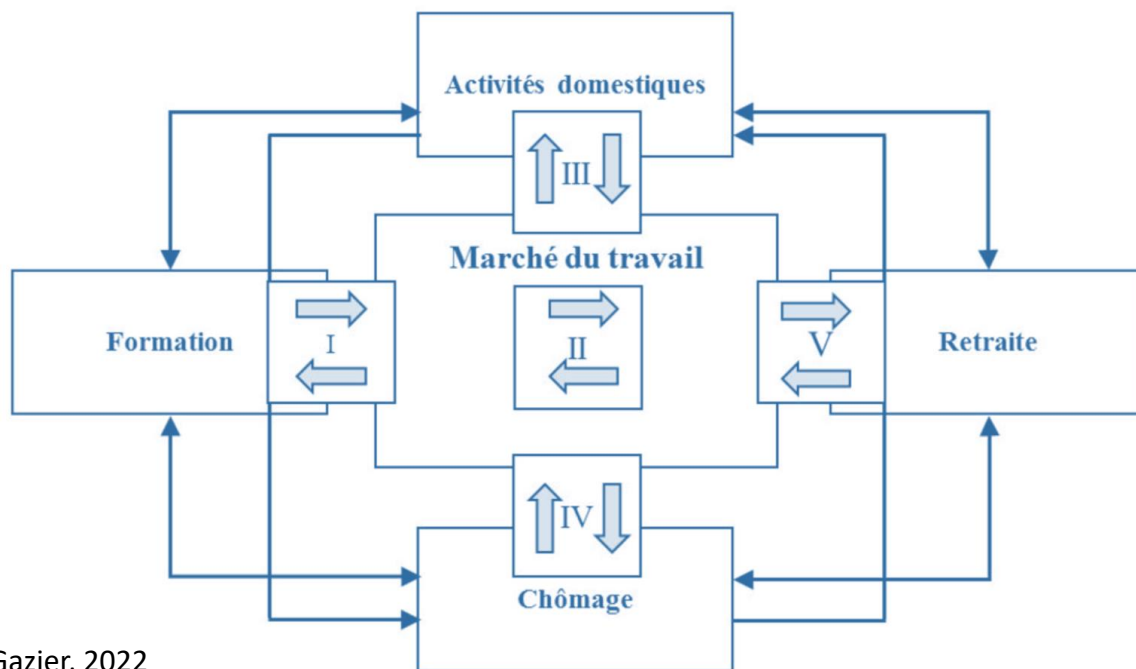 Activités domestiques
III
Marché du travail
Formation
I
II
V
Retraite
IV
Chômage
Gazier, 2022